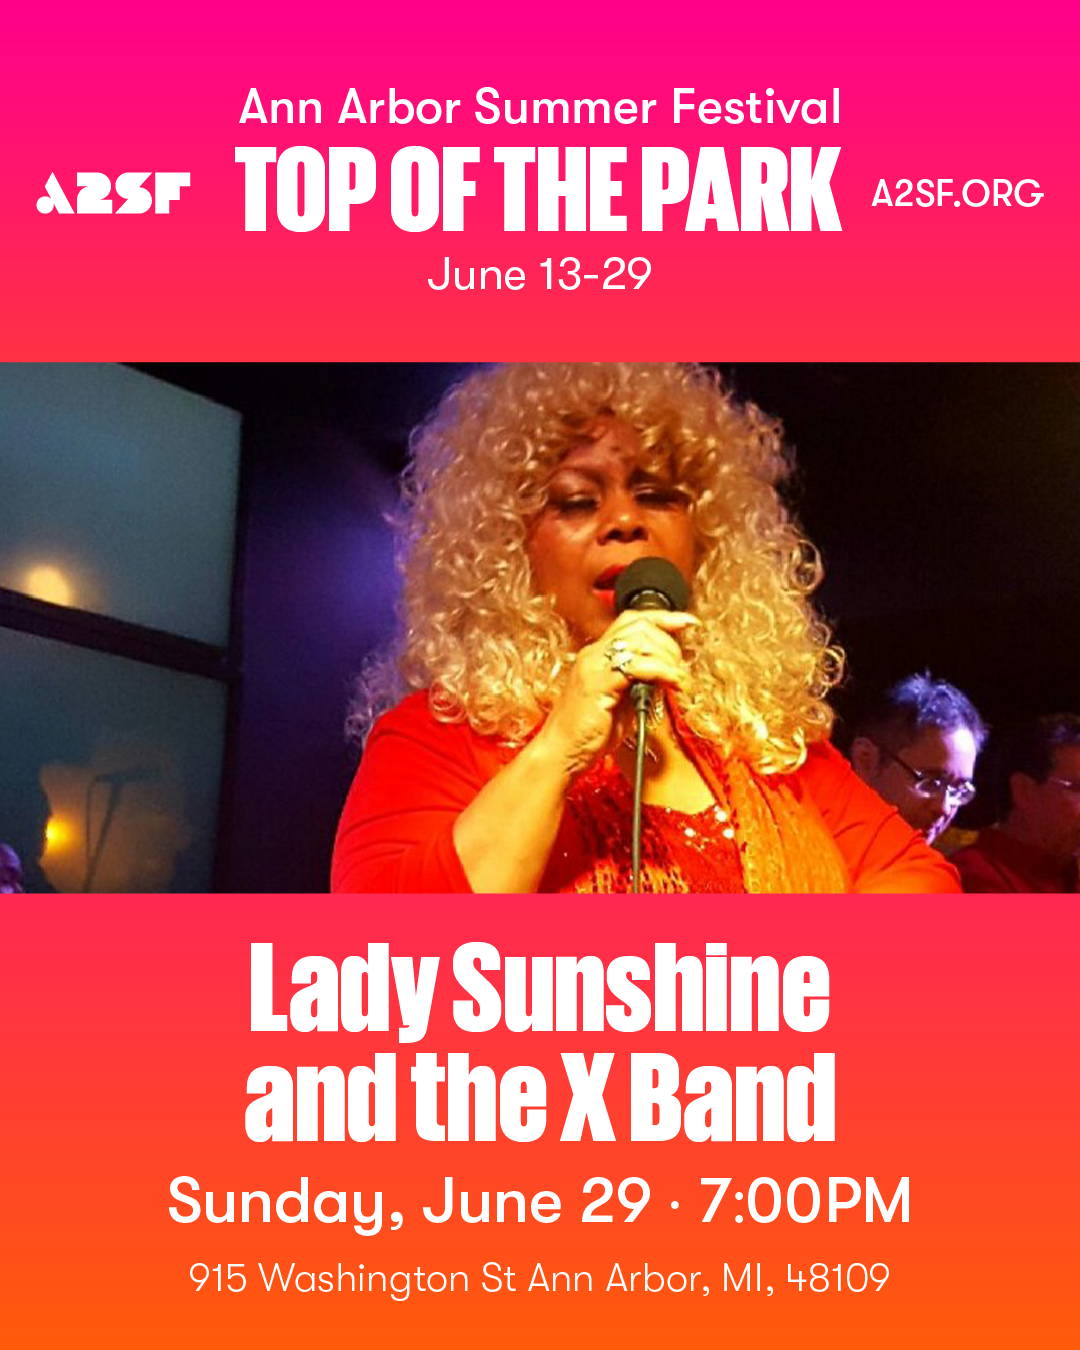 Ann Arbor Summer Festival
A2SF
TOP OF THE PARK
A2SF.ORG
June 13-29
Lady Sunshine
and the X Band
Sunday, June 29 · 7:00PM
915 Washington St Ann Arbor, MI, 48109